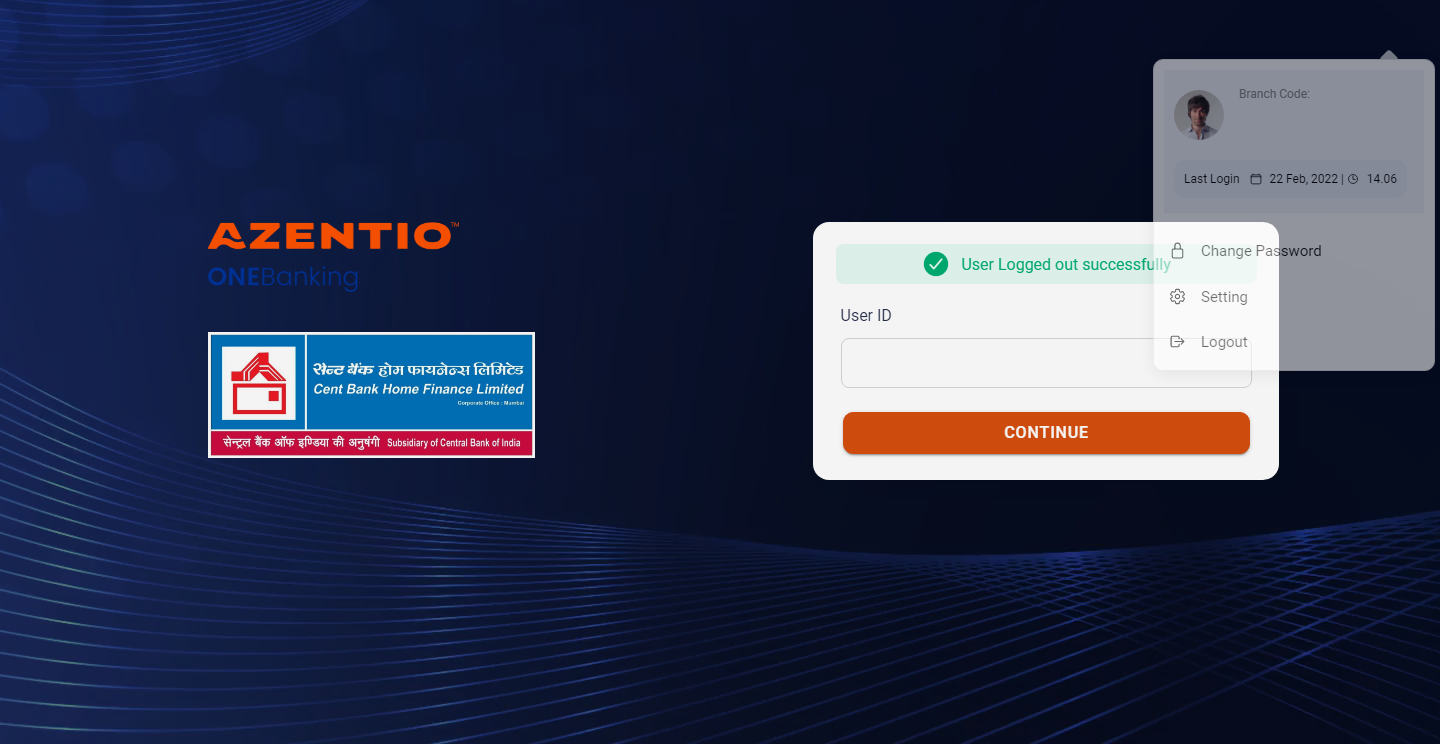 AZENTIO™
ONEBanking
सेन्ट बैंक होम फायनेन्स लिमिटेड
Cent Bank Home Finance Limited
Corporate Office : Mumbai
सेन्ट्रल बैंक ऑफ इण्डिया की अनुषंगी Subsidiary of Central Bank of India
User Logged out successfully
User ID
CONTINUE
Branch Code:
Last Login 22 Feb, 2022 | 14.06
Change Password
Setting
Logout